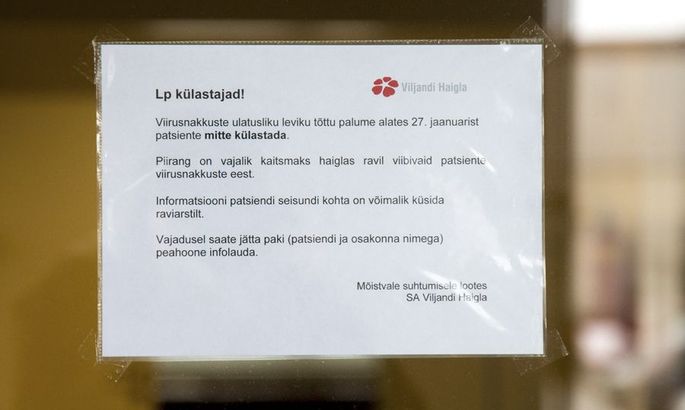 Viljandi Haigla
Lp külastajad!
Viirusnakkuste ulatusliku leviku tõttu palume alates 27. jaanuarist
patsiente mitte külastada.
Piirang on vajalik kaitsmaks haiglas ravil viibivaid patsiente
viirusnakkuste eest.
Informatsiooni patsiendi seisundi kohta on võimalik küsida
raviarstilt.
Vajadusel saate jätta paki (patsiendi ja osakonna nimega)
peahoone infolauda.
Mõistvale suhtumisele lootes
SA Viljandi Haigla